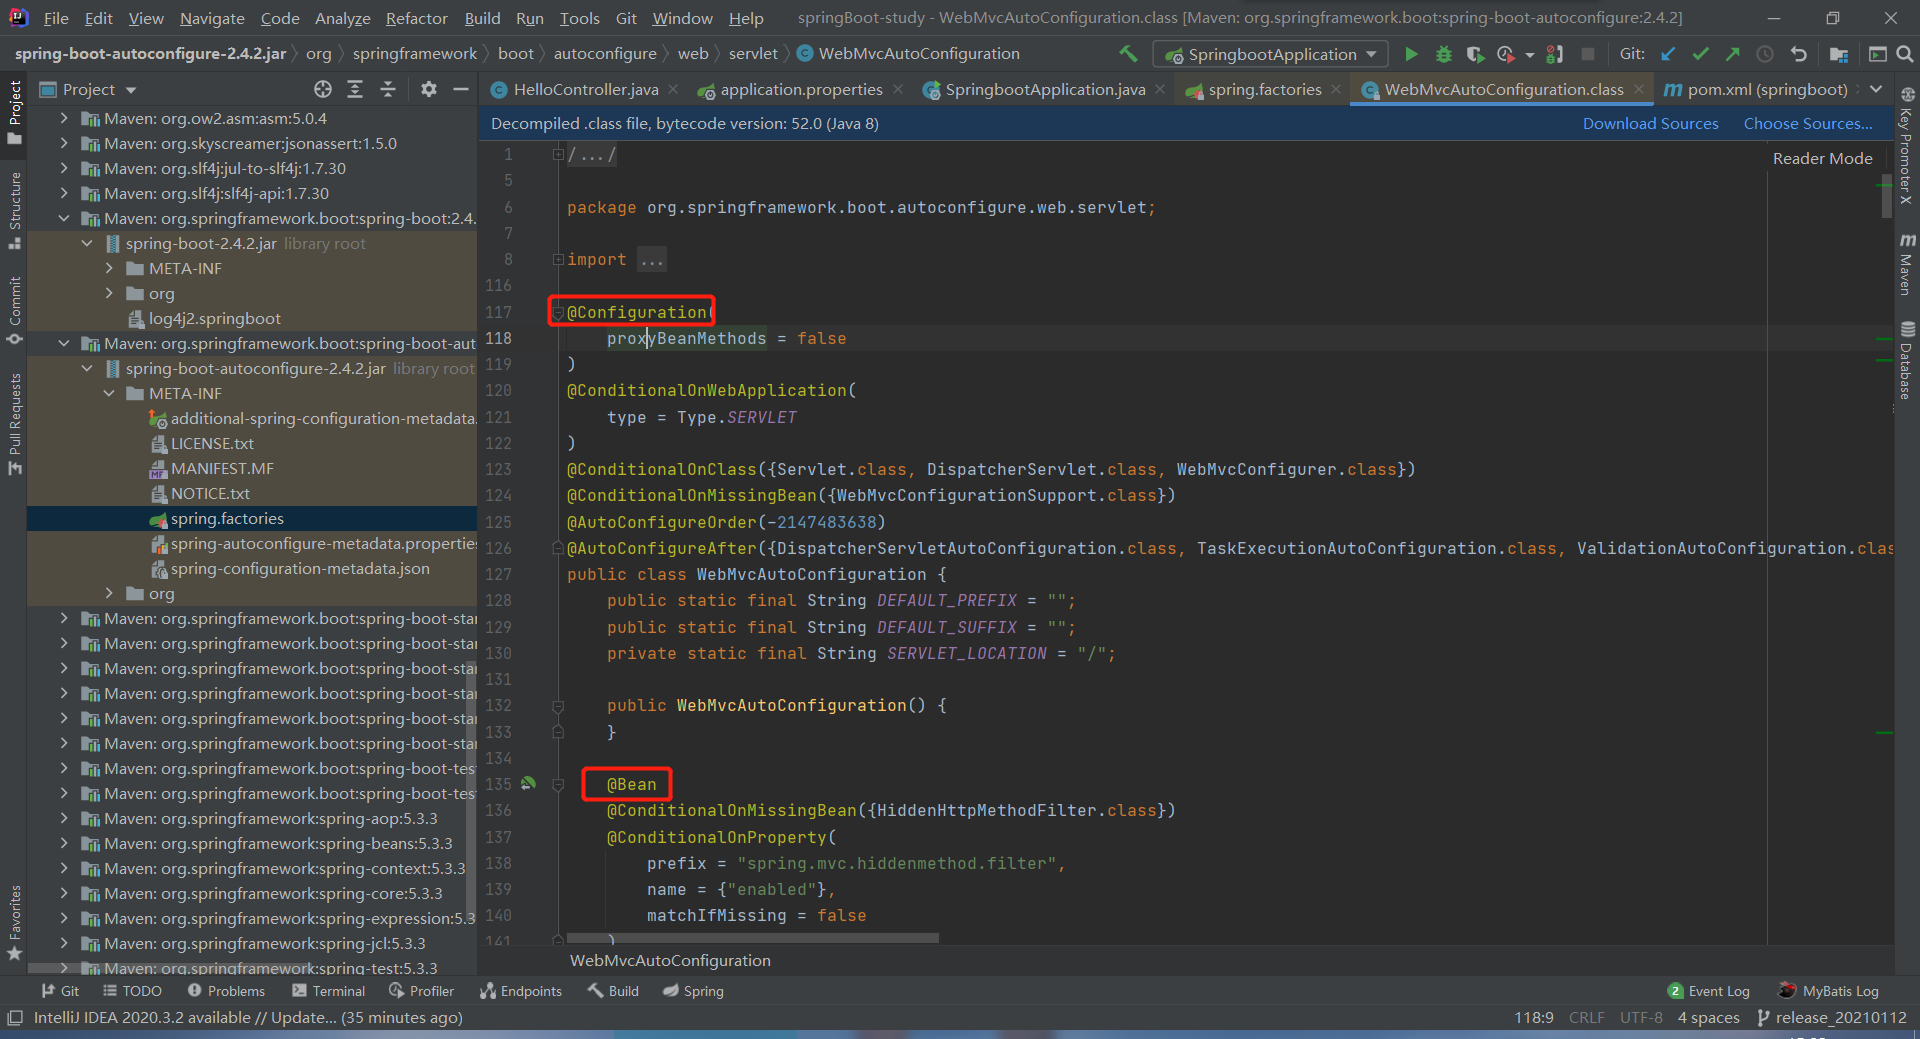 File Edit View Navigate Code Analyze Refactor Build Run Tools Git Window Help springBoot-study - WebMvcAutoConfiguration.class [Maven: org.springframework.boot:spring-boot-autoconfigure:2.4.2]
spring-boot-autoconfigure-2.4.2.jar org springframework boot autoconfigure web servlet WebMvcAutoConfiguration SpringbootApplication Git:
Project HelloController.java application.properties SpringbootApplication.java spring.factories WebMvcAutoConfiguration.class pom.xml (springboot)
Decompiled .class file, bytecode version: 52.0 (Java 8) Download Sources Choose Sources...
Reader Mode
Project
Structure
Commit
Pull Requests
Favorites
Maven: org.ow2.asm:asm:5.0.4
Maven: org.skyscreamer:jsonassert:1.5.0
Maven: org.slf4j:jul-to-slf4j:1.7.30
Maven: org.slf4j:slf4j-api:1.7.30
Maven: org.springframework.boot:spring-boot:2.4.
spring-boot-2.4.2.jar library root
META-INF
org
log4j2.springboot
Maven: org.springframework.boot:spring-boot-aut
spring-boot-autoconfigure-2.4.2.jar library root
META-INF
additional-spring-configuration-metadata.
LICENSE.txt
MANIFEST.MF
NOTICE.txt
spring.factories
spring-autoconfigure-metadata.properties
spring-configuration-metadata.json
org
Maven: org.springframework.boot:spring-boot-star
Maven: org.springframework.boot:spring-boot-star
Maven: org.springframework.boot:spring-boot-star
Maven: org.springframework.boot:spring-boot-star
Maven: org.springframework.boot:spring-boot-star
Maven: org.springframework.boot:spring-boot-star
Maven: org.springframework.boot:spring-boot-tes
Maven: org.springframework.boot:spring-boot-tes
Maven: org.springframework:spring-aop:5.3.3
Maven: org.springframework:spring-beans:5.3.3
Maven: org.springframework:spring-context:5.3.3
Maven: org.springframework:spring-core:5.3.3
Maven: org.springframework:spring-expression:5.3
Maven: org.springframework:spring-jcl:5.3.3
Maven: org.springframework:spring-test:5.3.3
1 /.../
5
6 package org.springframework.boot.autoconfigure.web.servlet;
7
8 import ...
116
117 @Configuration(
118 proxyBeanMethods = false
119 )
120 @ConditionalOnWebApplication(
121 type = Type.SERVLET
122 )
123 @ConditionalOnClass({Servlet.class, DispatcherServlet.class, WebMvcConfigurer.class})
124 @ConditionalOnMissingBean({WebMvcConfigurationSupport.class})
125 @AutoConfigureOrder(-2147483638)
126 @AutoConfigureAfter({DispatcherServletAutoConfiguration.class, TaskExecutionAutoConfiguration.class, ValidationAutoConfiguration.clas
127 public class WebMvcAutoConfiguration {
128 public static final String DEFAULT_PREFIX = "";
129 public static final String DEFAULT_SUFFIX = "";
130 private static final String SERVLET_LOCATION = "/";
131
132 public WebMvcAutoConfiguration() {
133 }
134
135 @Bean
136 @ConditionalOnMissingBean({HiddenHttpMethodFilter.class})
137 @ConditionalOnProperty(
138 prefix = "spring.mvc.hiddenmethod.filter",
139 name = {"enabled"},
140 matchIfMissing = false
141 )
WebMvcAutoConfiguration
Key Promoter X
Maven
Database
Git TODO Problems Terminal Profiler Endpoints Build Spring 2 Event Log MyBatis Log
IntelliJ IDEA 2020.3.2 available // Update... (35 minutes ago) 118:9 CRLF UTF-8 4 spaces release_20210112